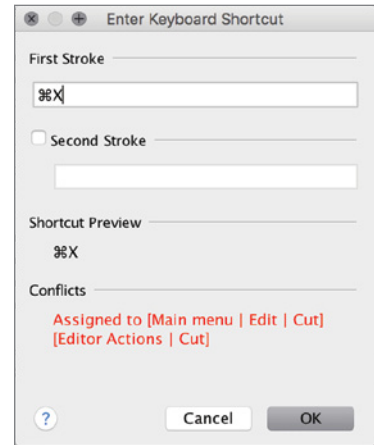 Enter Keyboard Shortcut
First Stroke
⌘X
Second Stroke
Shortcut Preview
⌘X
Conflicts
Assigned to [Main menu | Edit | Cut]
[Editor Actions | Cut]
?
Cancel
OK